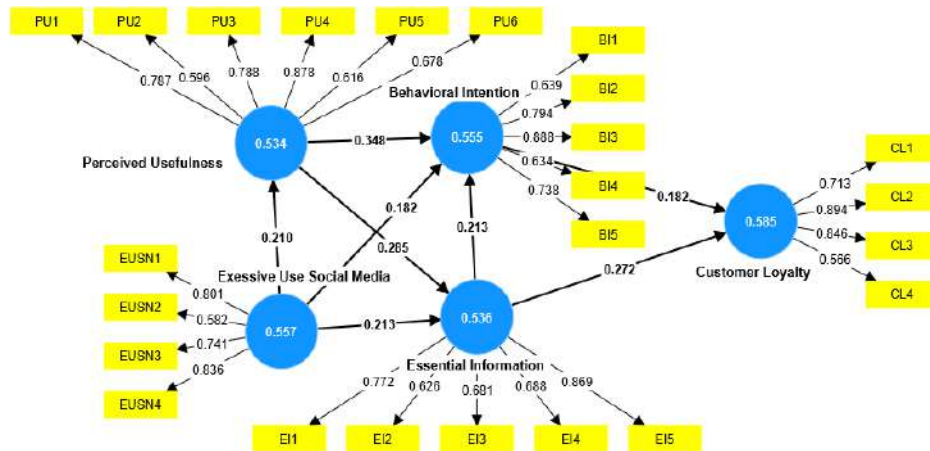 PU1 PU2 PU3 PU4 PU5 PU6
0.787 0.596 0.788 0.878 0.616 0.678
BI1
BI2
BI3
BI4
BI5
0.639
0.794
0.888
0.634
0.738
Behavioral Intention
0.534
0.348
0.555
Perceived Usefulness
CL1
CL2
CL3
CL4
0.713
0.894
0.846
0.566
0.182
0.585
Customer Loyalty
0.182
0.285
0.213
0.210
0.272
Exessive Use Social Media
EUSN1
EUSN2
EUSN3
EUSN4
0.801
0.582
0.741
0.836
0.557
0.213
0.536
Essential Information
0.772 0.626 0.681 0.688 0.869
EI1 EI2 EI3 EI4 EI5